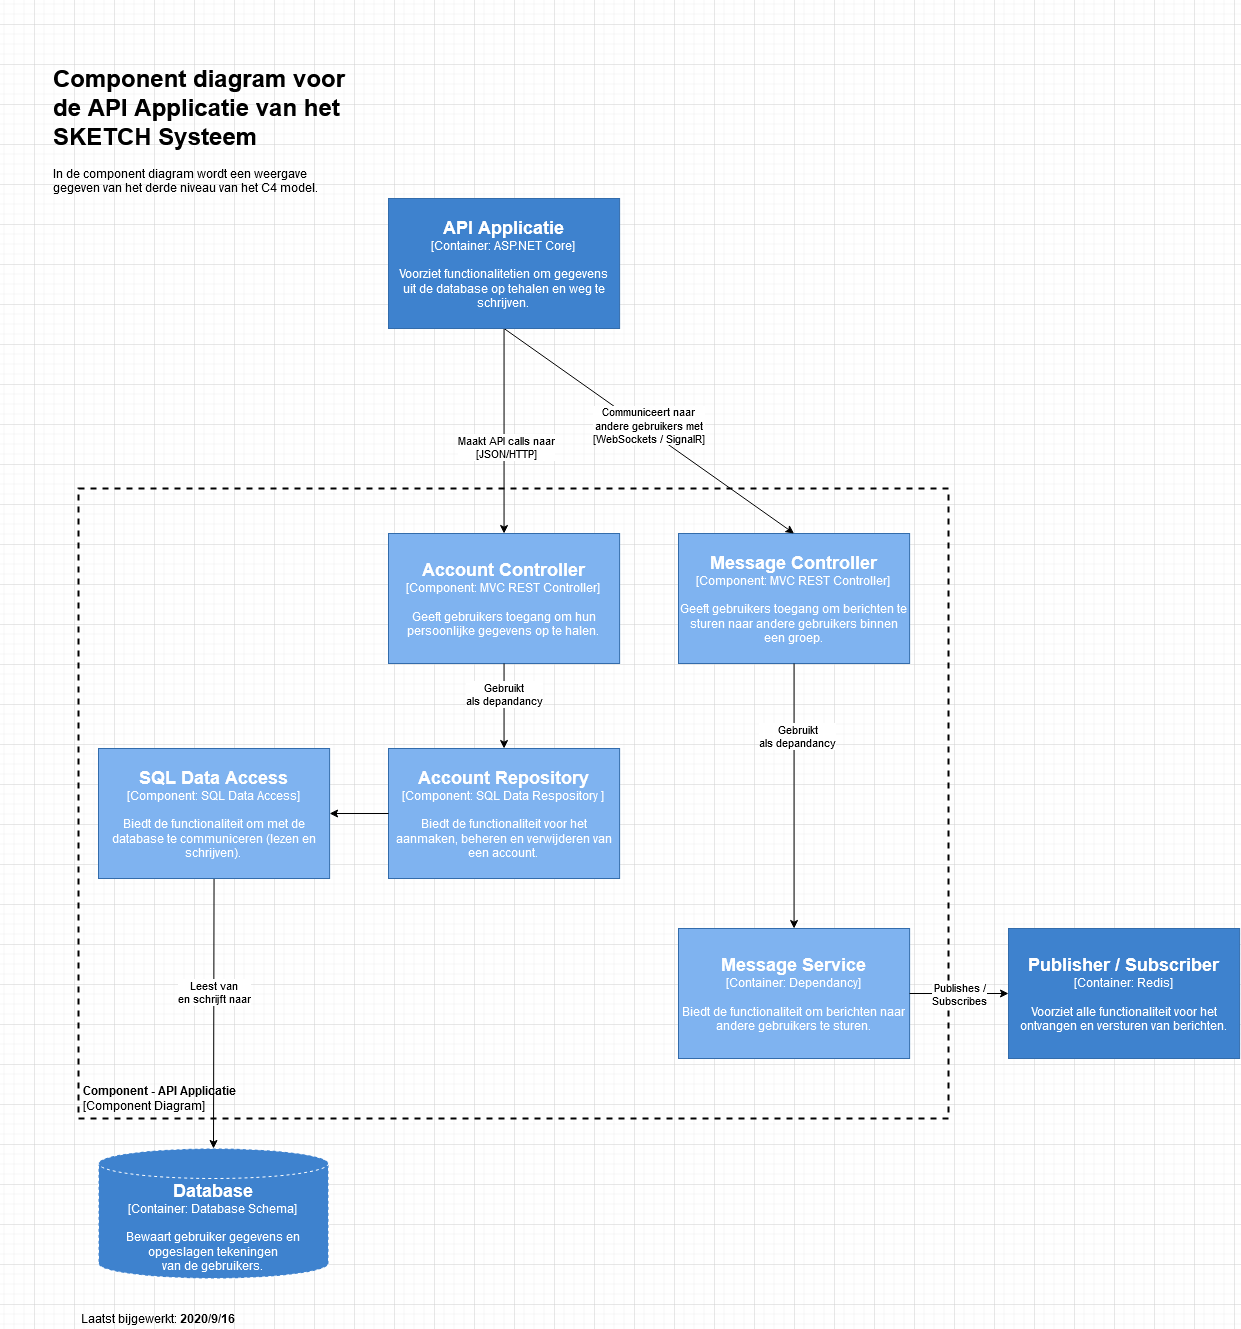 Component diagram voor
de API Applicatie van het
SKETCH Systeem
In de component diagram wordt een weergave
gegeven van het derde niveau van het C4 model.
API Applicatie
[Container: ASP.NET Core]
Voorziet functionalitetien om gegevens
uit de database op tehalen en weg te
schrijven.
Communiceert naar
andere gebruikers met
[WebSockets / SignalR]
Maakt API calls naar
[JSON/HTTP]
Account Controller
[Component: MVC REST Controller]
Geeft gebruikers toegang om hun
persoonlijke gegevens op te halen.
Message Controller
[Component: MVC REST Controller]
Geeft gebruikers toegang om berichten te
sturen naar andere gebruikers binnen
een groep.
Gebruikt
als depandancy
Gebruikt
als depandancy
SQL Data Access
[Component: SQL Data Access]
Biedt de functionaliteit om met de
database te communiceren (lezen en
schrijven).
Account Repository
[Component: SQL Data Respository ]
Biedt de functionaliteit voor het
aanmaken, beheren en verwijderen van
een account.
Leest van
en schrijft naar
Message Service
[Container: Dependancy]
Biedt de functionaliteit om berichten naar
andere gebruikers te sturen.
Publishes /
Subscribes
Publisher / Subscriber
[Container: Redis]
Voorziet alle functionaliteit voor het
ontvangen en versturen van berichten.
Component - API Applicatie
[Component Diagram]
Database
[Container: Database Schema]
Bewaart gebruiker gegevens en
opgeslagen tekeningen
van de gebruikers.
Laatst bijgewerkt: 2020/9/16